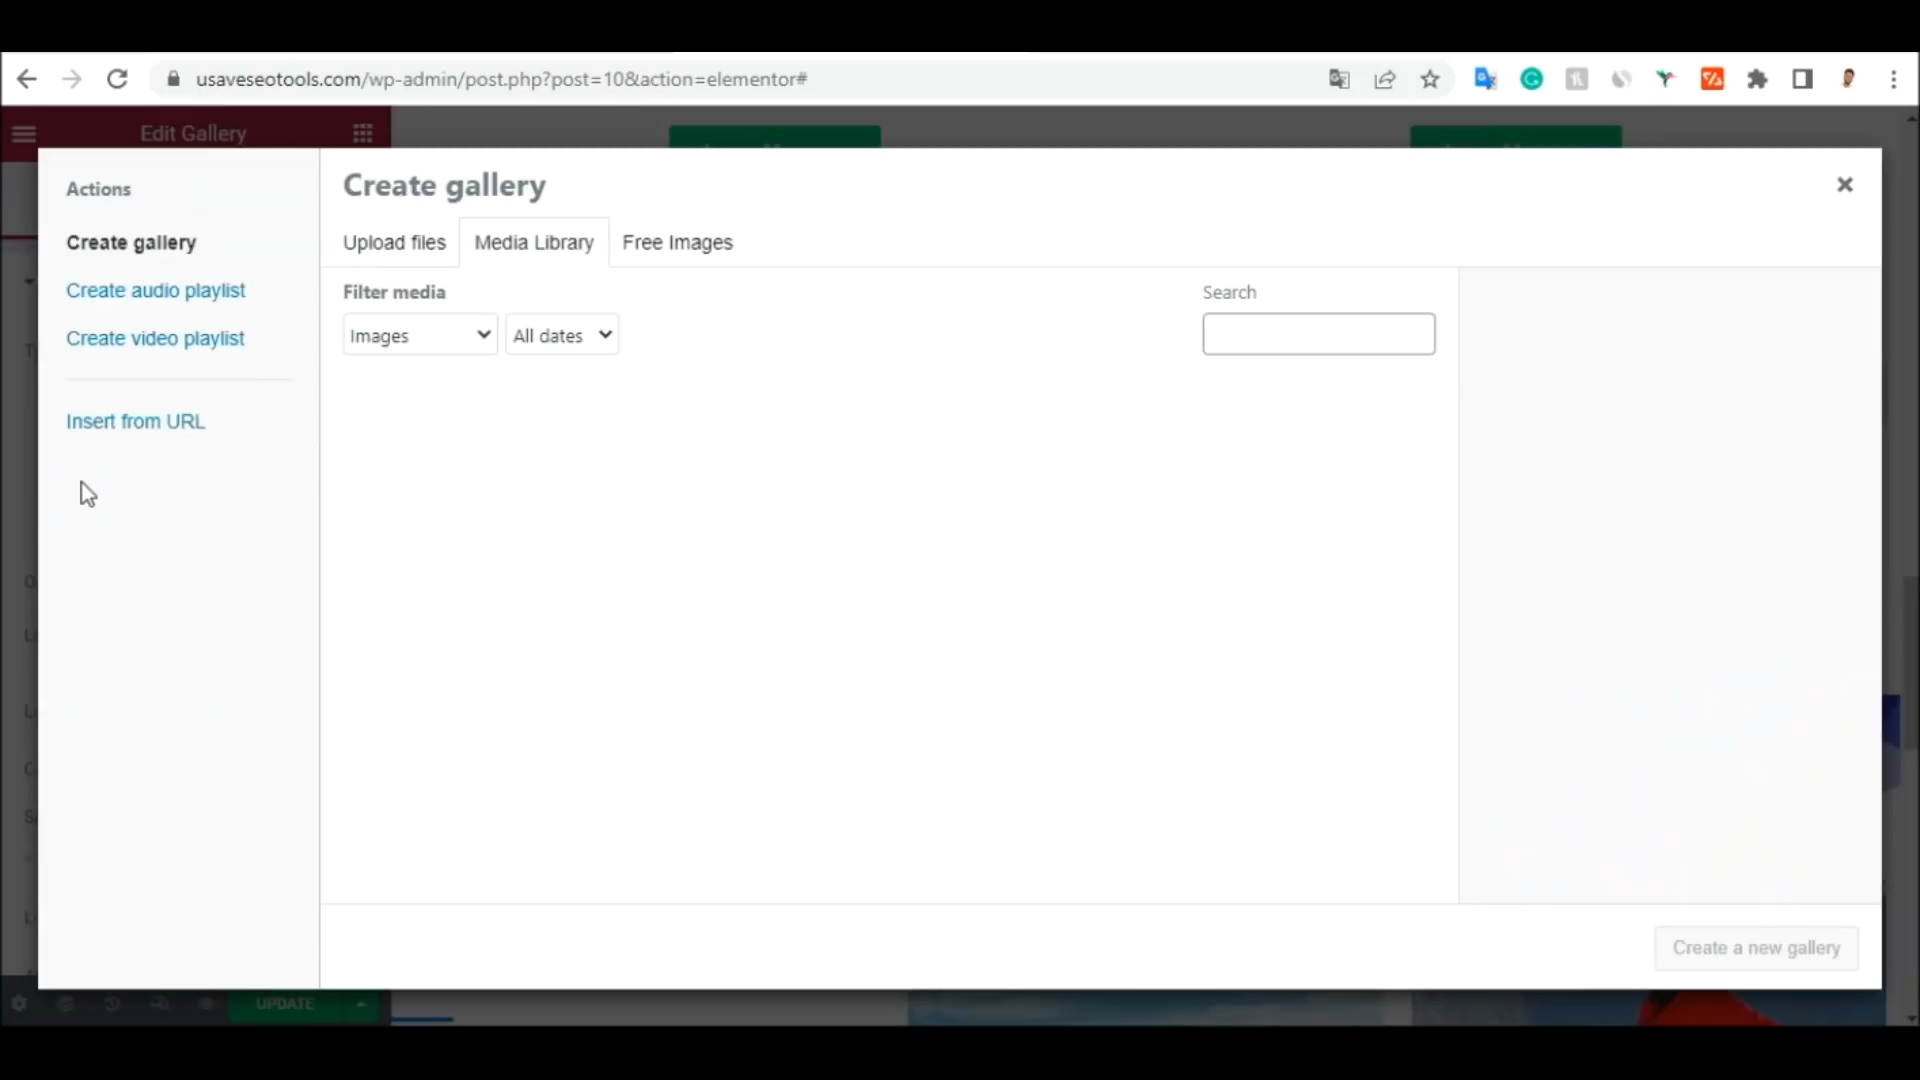 usaveseotools.com/wp-admin/post.php?post=10&action=elementor#
Edit Gallery
Actions
Create gallery
Create audio playlist
Create video playlist
Insert from URL
Create gallery
Upload files
Media Library
Free Images
Filter media
Images
All dates
Search
Create a new gallery
UPDATE